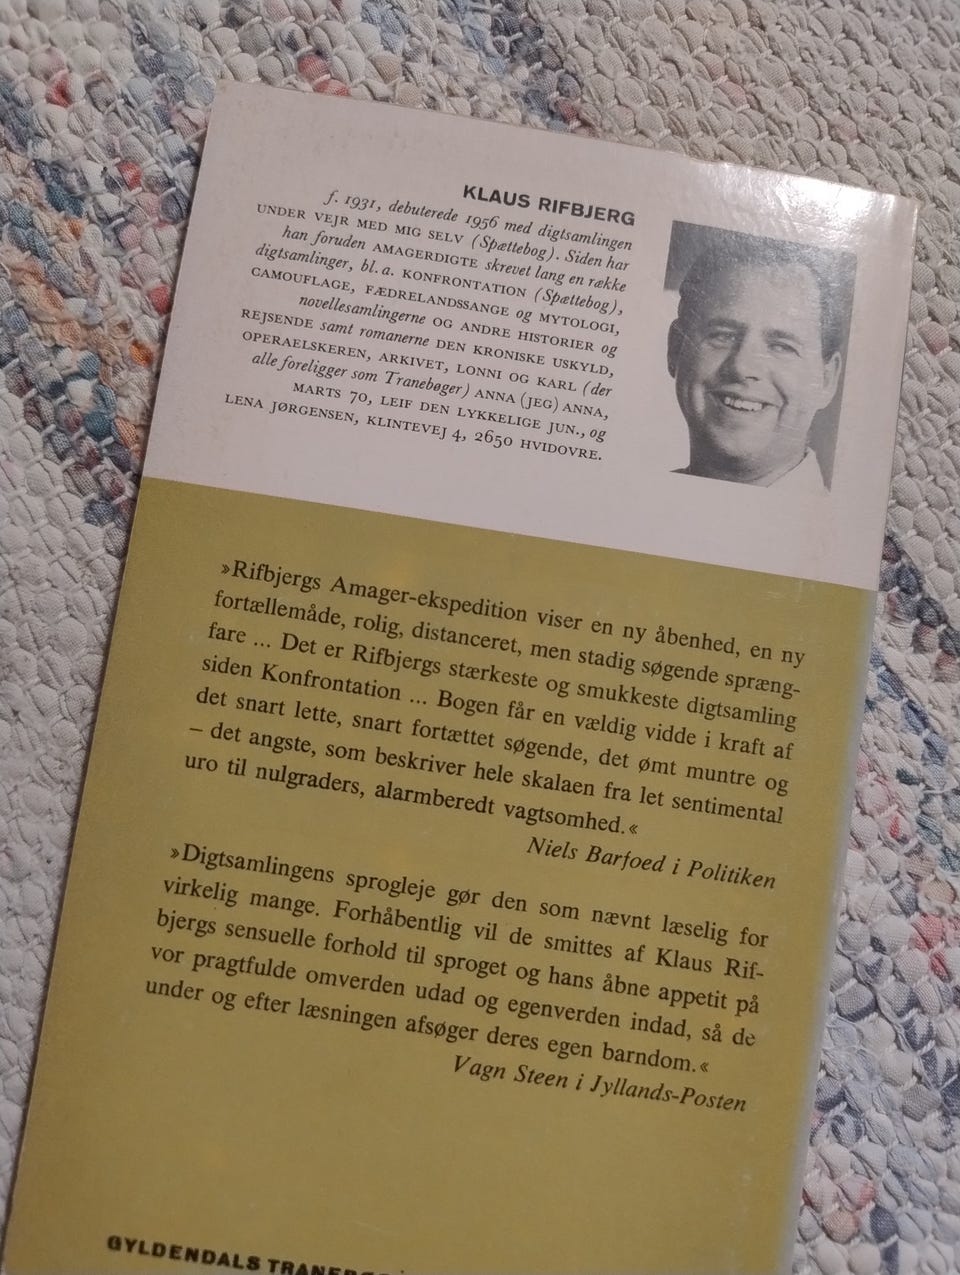 KLAUS RIFBJERG
f. 1931, debuterede 1956 med digtsamlingen
UNDER VEJR MED MIG SELV (Spættebog). Siden har
han foruden AMAGERDIGTE skrevet lang en række
digtsamlinger, bl. a. KONFRONTATION (Spættebog),
CAMOUFLAGE, FÆDRELANDSSANGE og MYTOLOGI,
novellesamlingerne OG ANDRE HISTORIER og
REJSENDE samt romanerne DEN KRONISKE USKYLD,
OPERAELSKEREN, ARKIVET, LONNI OG KARL (der
alle foreligger som Tranebøger) ANNA (JEG) ANNA,
MARTS 70, LEIF DEN LYKKELIGE JUN., og
LENA JØRGENSEN, KLINTEVEJ 4, 2650 HVIDOVRE.
»Rifbjergs Amager-ekspedition viser en ny åbenhed, en ny
fortællemåde, rolig, distanceret, men stadig søgende spræng-
fare ... Det er Rifbjergs stærkeste og smukkeste digtsamling
siden Konfrontation ... Bogen får en vældig vidde i kraft af
det snart lette, snart fortættet søgende, det ømt muntre og
– det angste, som beskriver hele skalaen fra let sentimental
uro til nulgraders, alarmberedt vagtsomhed.«
Niels Barfoed i Politiken
»Digtsamlingens sprogleje gør den som nævnt læselig for
virkelig mange. Forhåbentlig vil de smittes af Klaus Rif-
bjergs sensuelle forhold til sproget og hans åbne appetit på
vor pragtfulde omverden udad og egenverden indad, så de
under og efter læsningen afsøger deres egen barndom.«
Vagn Steen i Jyllands-Posten
GYLDENDALS